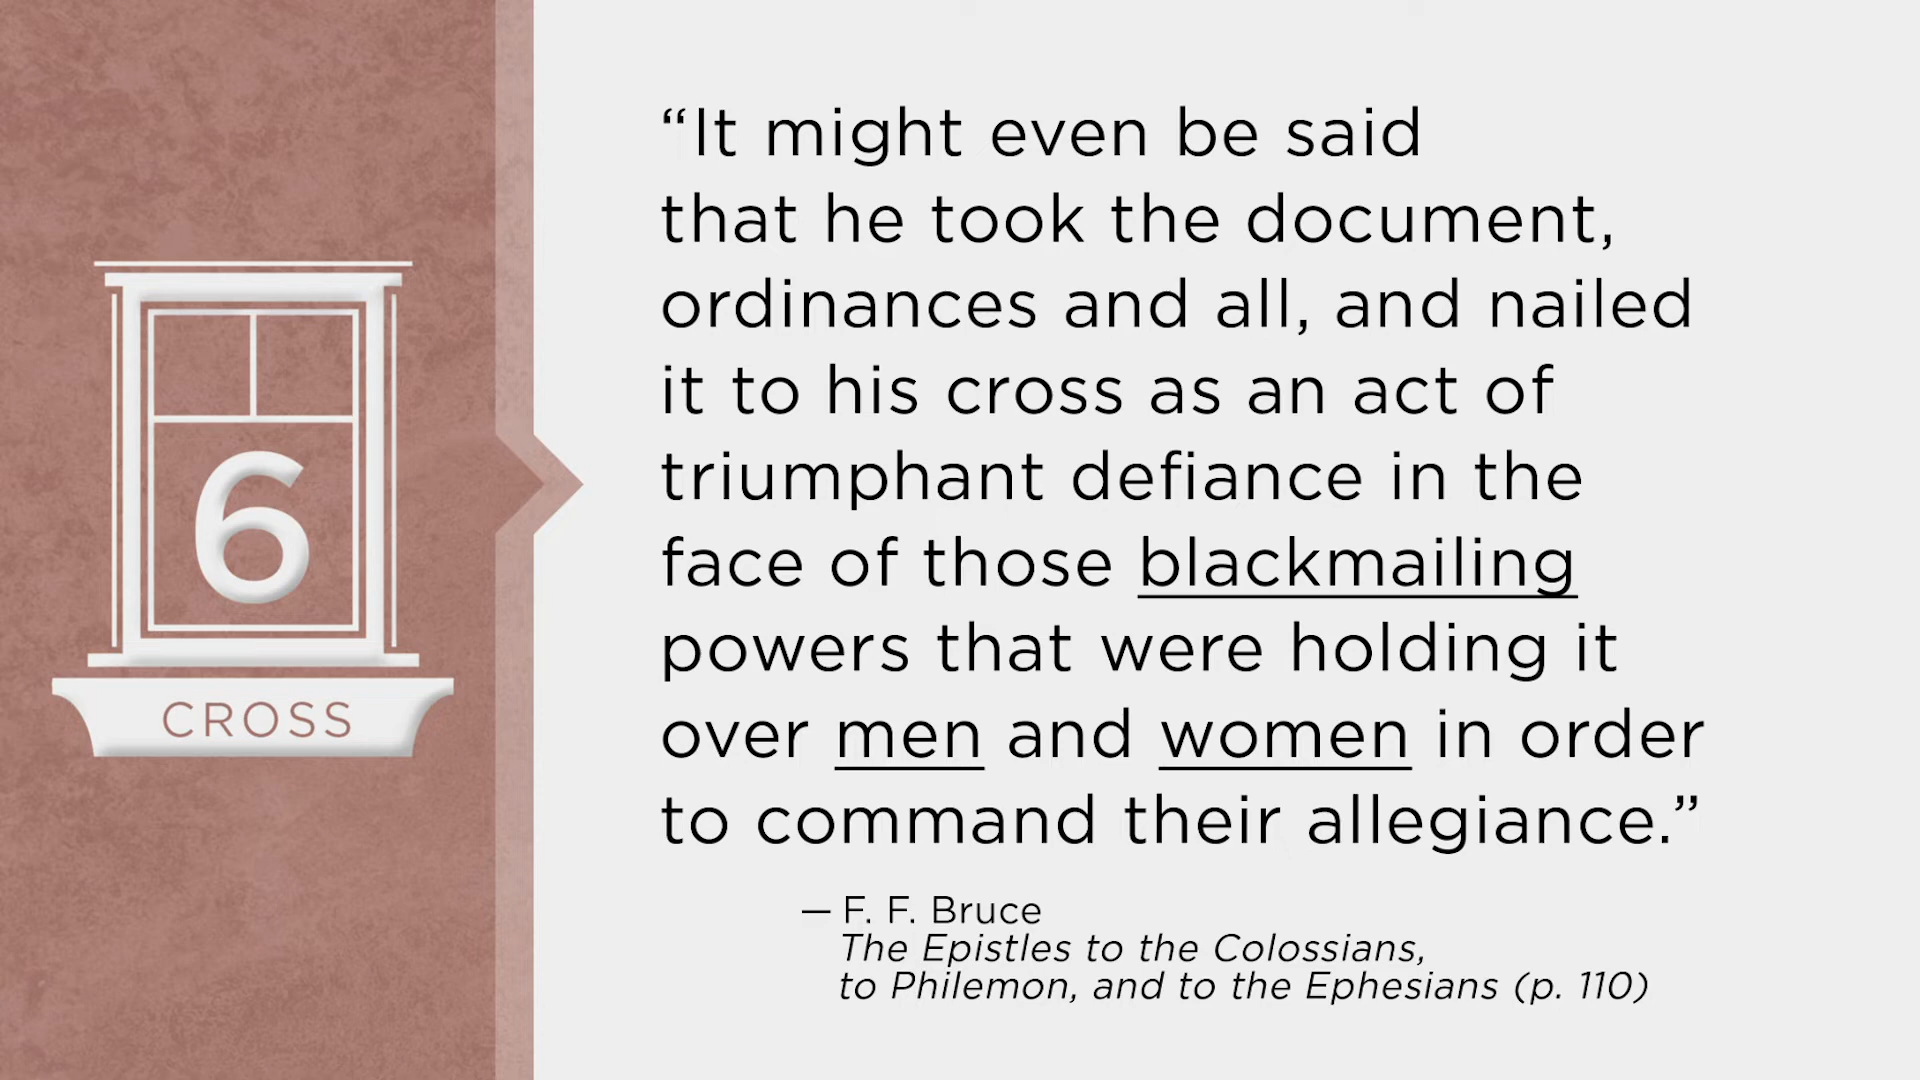 6
CROSS
“It might even be said
that he took the document,
ordinances and all, and nailed
it to his cross as an act of
triumphant defiance in the
face of those blackmailing
powers that were holding it
over men and women in order
to command their allegiance.”
— F. F. Bruce
The Epistles to the Colossians,
to Philemon, and to the Ephesians (p. 110)